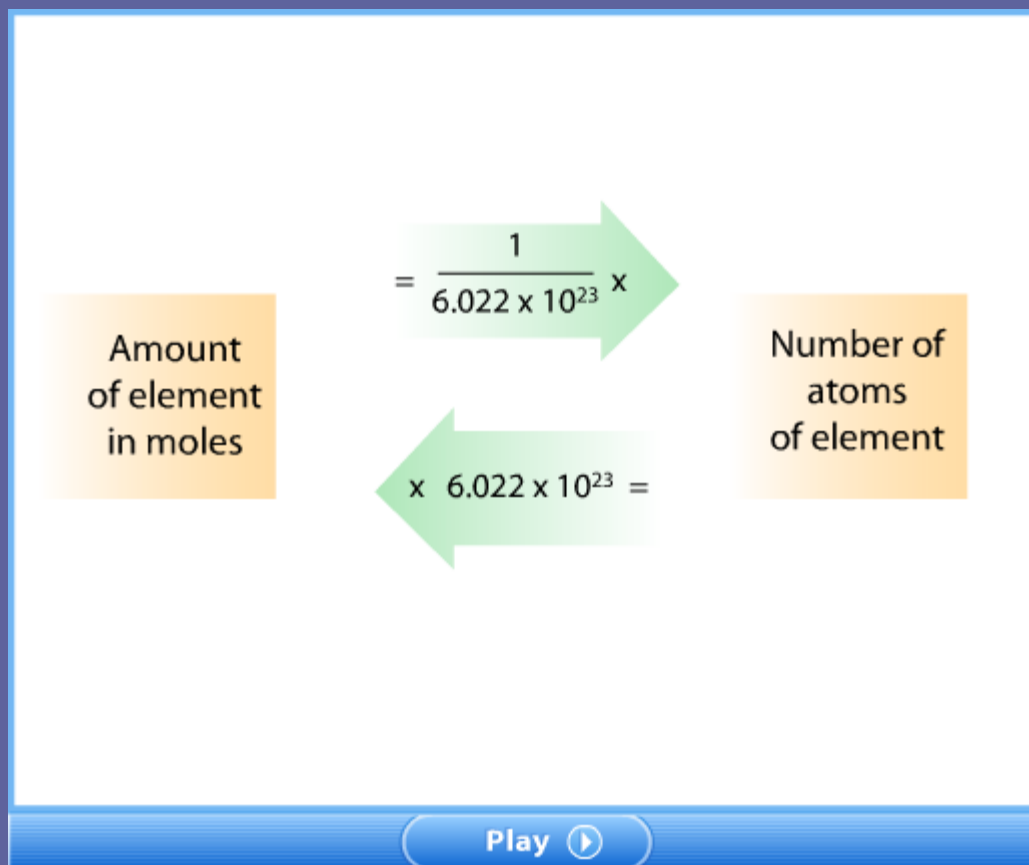 Amount
of element
in moles
= 1 / 6.022 x 10²³ x
x 6.022 x 10²³ =
Number of
atoms
of element
Play